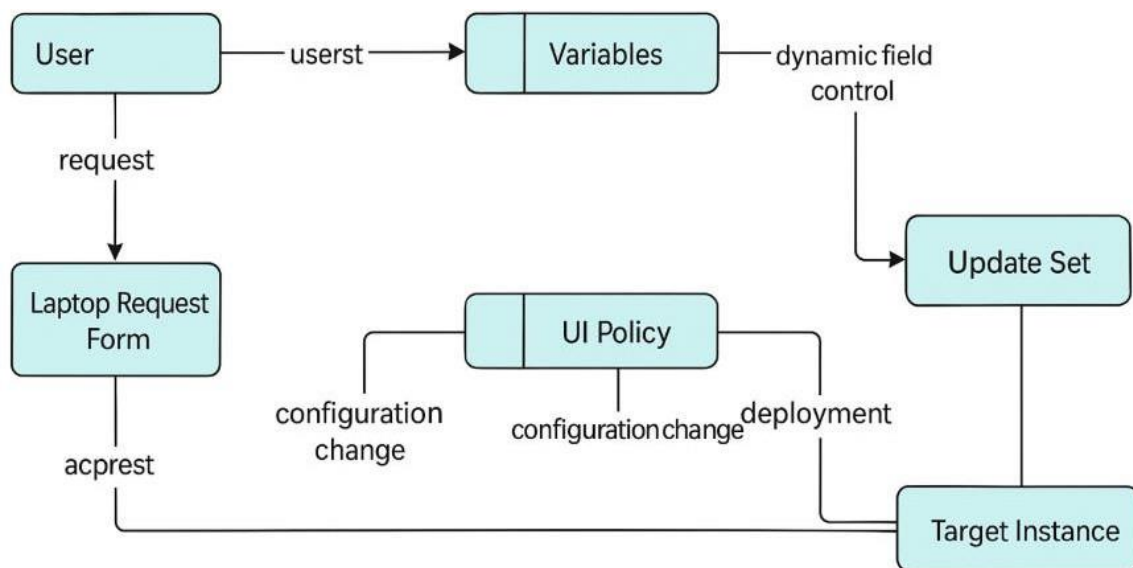 User
userst
Variables
dynamic field
control
request
Update Set
Laptop Request
Form
UI Policy
configuration
change
configuration change
deployment
acprest
Target Instance